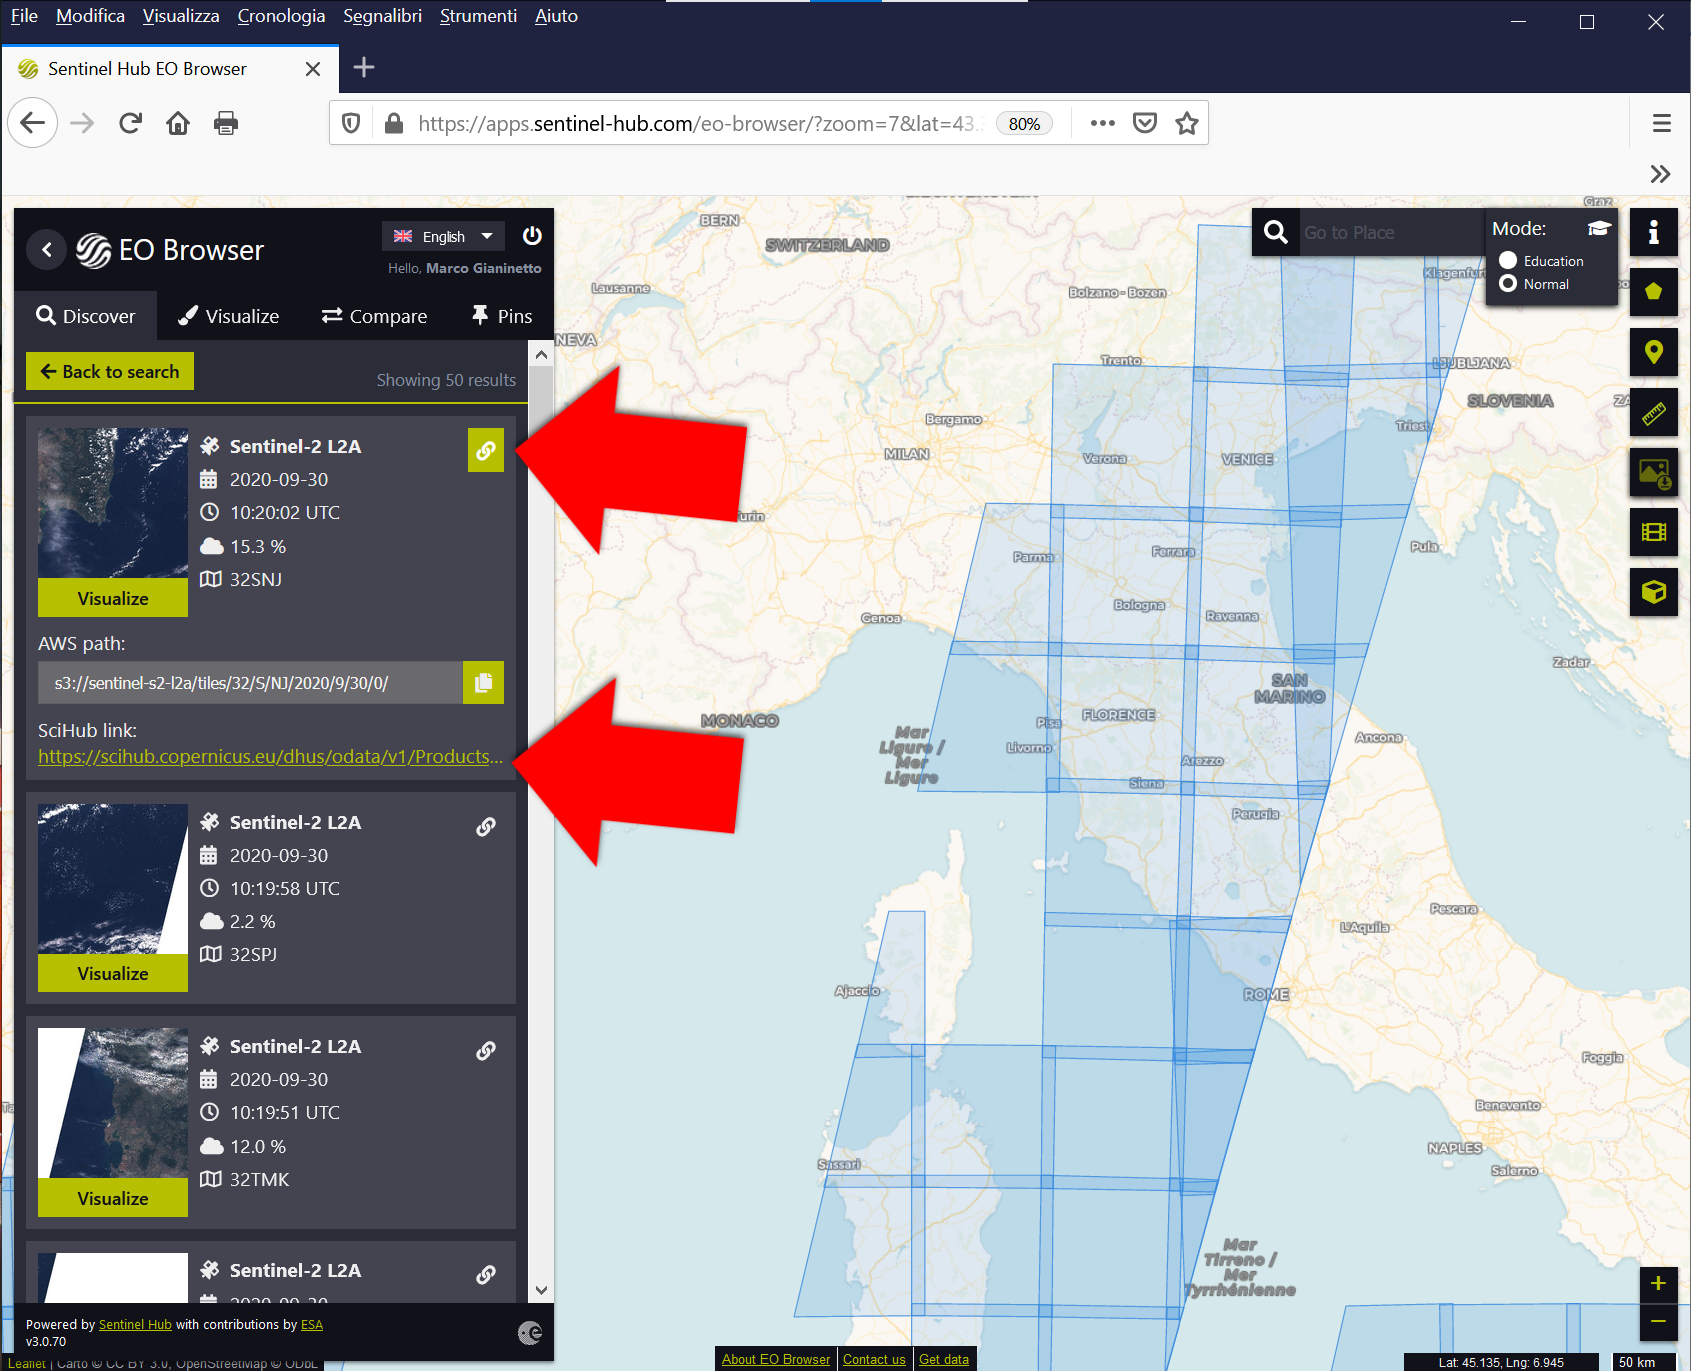 File Modifica Visualizza Cronologia Segnalibri Strumenti Aiuto
Sentinel Hub EO Browser
https://apps.sentinel-hub.com/eo-browser/?zoom=7&lat=43. 80%
EO Browser
English
Hello, Marco Gianinetto
Discover Visualize Compare Pins
Back to search
Showing 50 results
Sentinel-2 L2A
2020-09-30
10:20:02 UTC
15.3 %
32SNJ
Visualize
AWS path:
s3://sentinel-s2-l2a/tiles/32/S/NJ/2020/9/30/0/
SciHub link:
https://scihub.copernicus.eu/dhus/odata/v1/Products...
Sentinel-2 L2A
2020-09-30
10:19:58 UTC
2.2 %
32SPJ
Visualize
Sentinel-2 L2A
2020-09-30
10:19:51 UTC
12.0 %
32TMK
Visualize
Sentinel-2 L2A
2020-09-30
Powered by Sentinel Hub with contributions by ESA
v3.0.70
Leaflet | Carto © CC BY 3.0, OpenStreetMap © ODbL
Go to Place
Mode:
Education
Normal
Graz
BERN
SWITZERLAND
Lausanne
NEVA
Bolzano - Bozen
Klagenfurt
Trento
LJUBLJANA
SLOVENIA
ZA
Bergamo
Triest
MILAN
Verona
VENICE
urin
Parma
Ferrara
Pula
Bologna
Ravenna
Genoa
Zadar
SAN
MARINO
MONACO
Pisa
FLORENCE
Livorno
Mar
Ligure /
Mer
Ligure
Arezzo
Ancona
Siena
Perugia
Pescara
L'Aquila
Ajaccio
ROME
Foggia
Benevento
NAPLES
Salerno
Sassari
Mar
Tirreno /
Mer
Tyrrhénienne
+
−
About EO Browser Contact us Get data
Lat: 45.135, Lng: 6.945
50 km